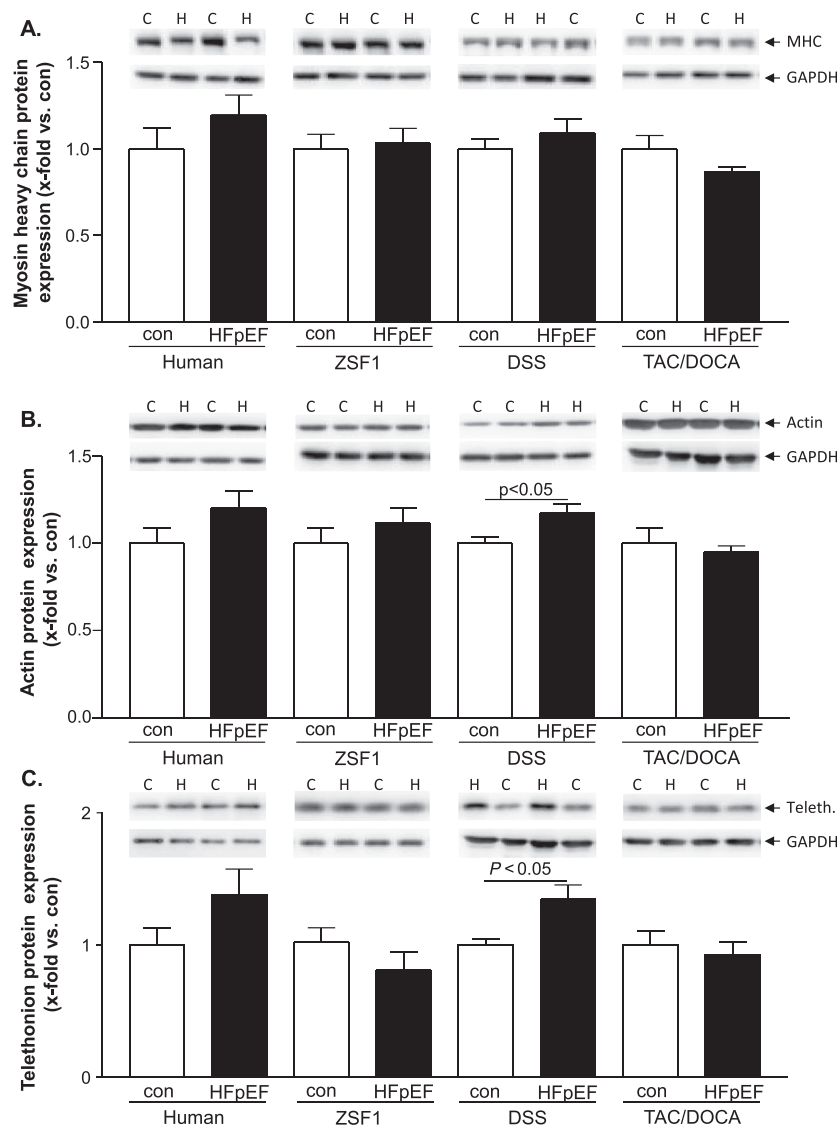 A.
C H C H C H C H C H H C C H C H
MHC
GAPDH
Myosin heavy chain protein
expression (x-fold vs. con)
1.5
1.0
0.5
0.0
con HFpEF con HFpEF con HFpEF con HFpEF
Human ZSF1 DSS TAC/DOCA
B.
C H C H C C H H C C H H C H C H
Actin
GAPDH
Actin protein expression
(x-fold vs. con)
1.5
1.0
0.5
0.0
p<0.05
con HFpEF con HFpEF con HFpEF con HFpEF
Human ZSF1 DSS TAC/DOCA
C.
C H C H C H C H H C H C C H C H
Teleth.
GAPDH
Telethonion protein expression
(x-fold vs. con)
2
1
0
P < 0.05
con HFpEF con HFpEF con HFpEF con HFpEF
Human ZSF1 DSS TAC/DOCA